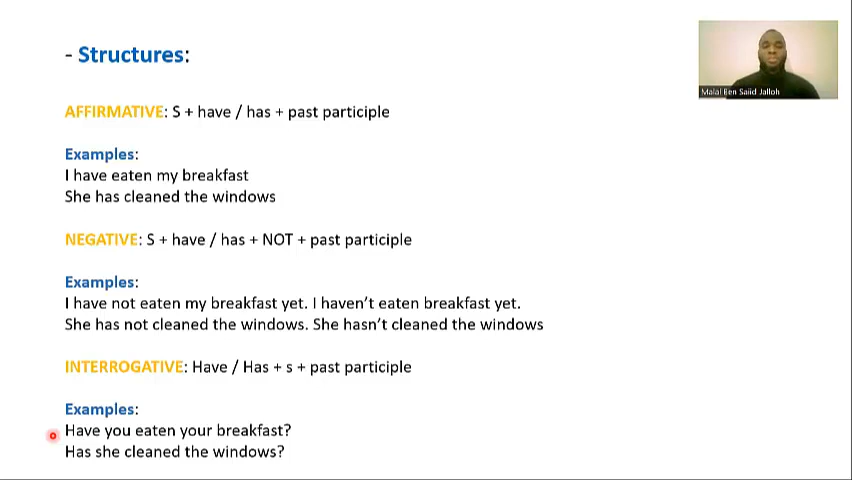 - Structures:
Malal Ben Saiid Jalloh
AFFIRMATIVE: S + have / has + past participle
Examples:
I have eaten my breakfast
She has cleaned the windows
NEGATIVE: S + have / has + NOT + past participle
Examples:
I have not eaten my breakfast yet. I haven’t eaten breakfast yet.
She has not cleaned the windows. She hasn’t cleaned the windows
INTERROGATIVE: Have / Has + s + past participle
Examples:
Have you eaten your breakfast?
Has she cleaned the windows?